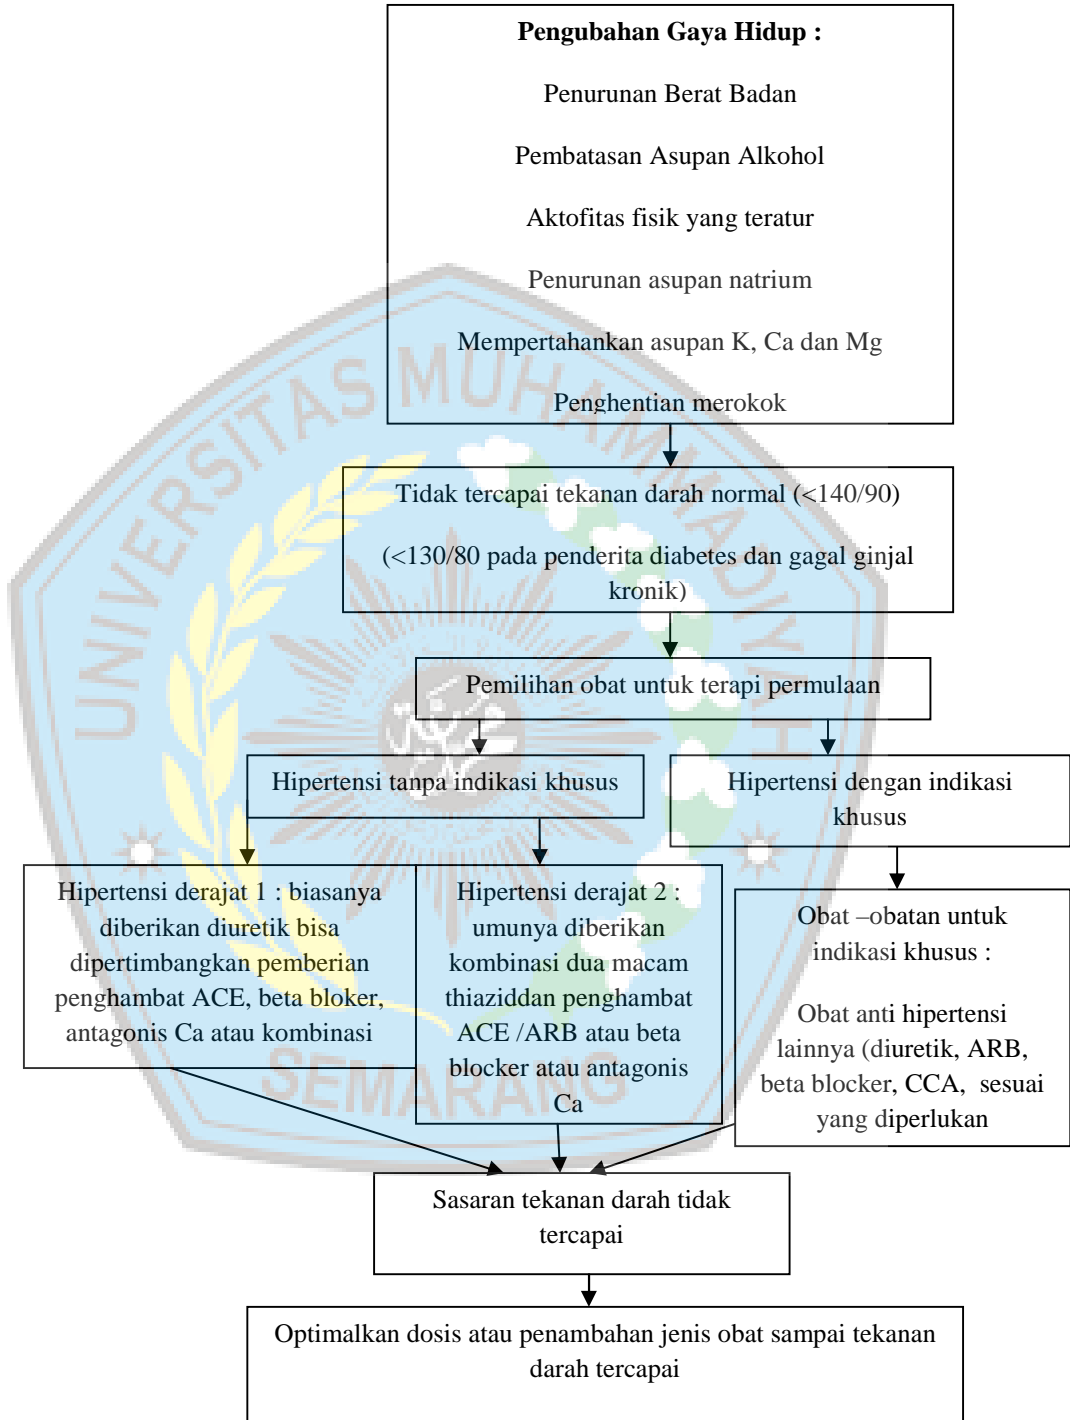 Pengubahan Gaya Hidup :
Penurunan Berat Badan
Pembatasan Asupan Alkohol
Aktofitas fisik yang teratur
Penurunan asupan natrium
Mempertahankan asupan K, Ca dan Mg
Penghentian merokok
Tidak tercapai tekanan darah normal (<140/90)
(<130/80 pada penderita diabetes dan gagal ginjal
kronik)
Pemilihan obat untuk terapi permulaan
Hipertensi tanpa indikasi khusus
Hipertensi dengan indikasi
khusus
Hipertensi derajat 1 : biasanya
diberikan diuretik bisa
dipertimbangkan pemberian
penghambat ACE, beta bloker,
antagonis Ca atau kombinasi
Hipertensi derajat 2 :
umunya diberikan
kombinasi dua macam
thiaziddan penghambat
ACE /ARB atau beta
blocker atau antagonis
Ca
Obat –obatan untuk
indikasi khusus :
Obat anti hipertensi
lainnya (diuretik, ARB,
beta blocker, CCA,  sesuai
yang diperlukan
Sasaran tekanan darah tidak
tercapai
Optimalkan dosis atau penambahan jenis obat sampai tekanan
darah tercapai
UNIVERSITAS MUHAMMADIYAH
SEMARANG